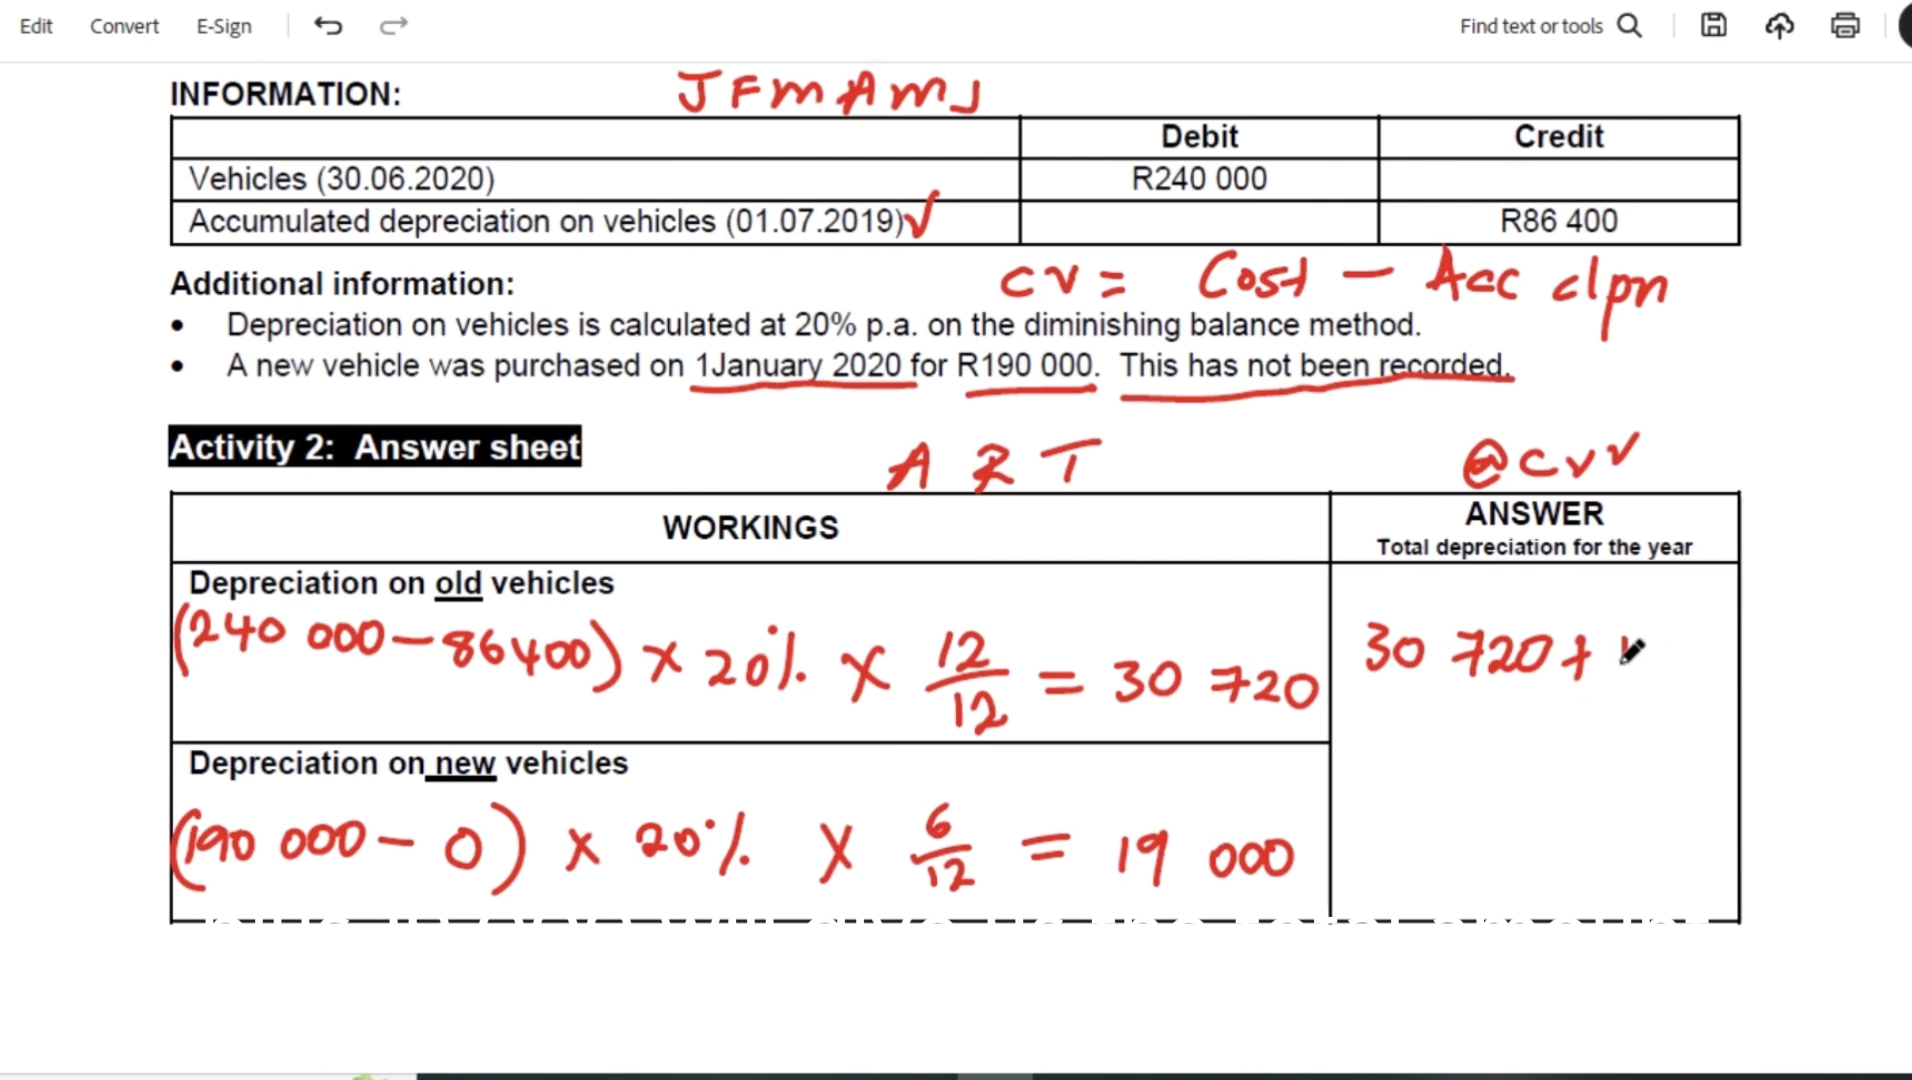 Edit Convert E-Sign Find text or tools
INFORMATION: J F M A M J
Debit Credit
Vehicles (30.06.2020) R240 000
Accumulated depreciation on vehicles (01.07.2019)✓ R86 400
CV = Cost – Acc dpn
Additional information:
• Depreciation on vehicles is calculated at 20% p.a. on the diminishing balance method.
• A new vehicle was purchased on 1January 2020 for R190 000. This has not been recorded.
Activity 2: Answer sheet A R T @CV✓
WORKINGS ANSWER
Total depreciation for the year
Depreciation on old vehicles
(240 000 – 86 400) × 20% × 12/12 = 30 720 30 720 +
Depreciation on new vehicles
(190 000 – 0) × 20% × 6/12 = 19 000